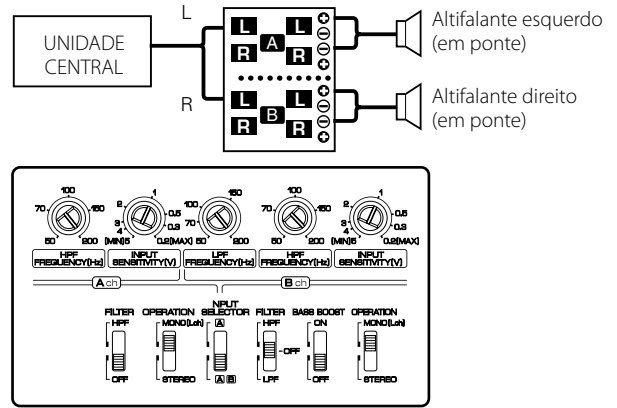 L
R
UNIDADE
CENTRAL
L L
A
R R
L L
B
R R
Altifalante esquerdo
(em ponte)
Altifalante direito
(em ponte)
100
70 150
50 200
HPF
FREQUENCY(Hz)
1
2 0.5
3
4 0.3
(MIN)5 0.2(MAX)
INPUT
SENSITIVITY(V)
150
100
70
50 200
LPF
FREQUENCY(Hz)
100
70 150
50 200
HPF
FREQUENCY(Hz)
1
2 0.5
3
4 0.3
(MIN)5 0.2(MAX)
INPUT
SENSITIVITY(V)
A ch
B ch
FILTER
HPF
OFF
OPERATION
MONO(Lch)
STEREO
INPUT
SELECTOR
A
A B
FILTER
HPF
OFF
LPF
BASS BOOST
ON
OFF
OPERATION
MONO(Lch)
STEREO